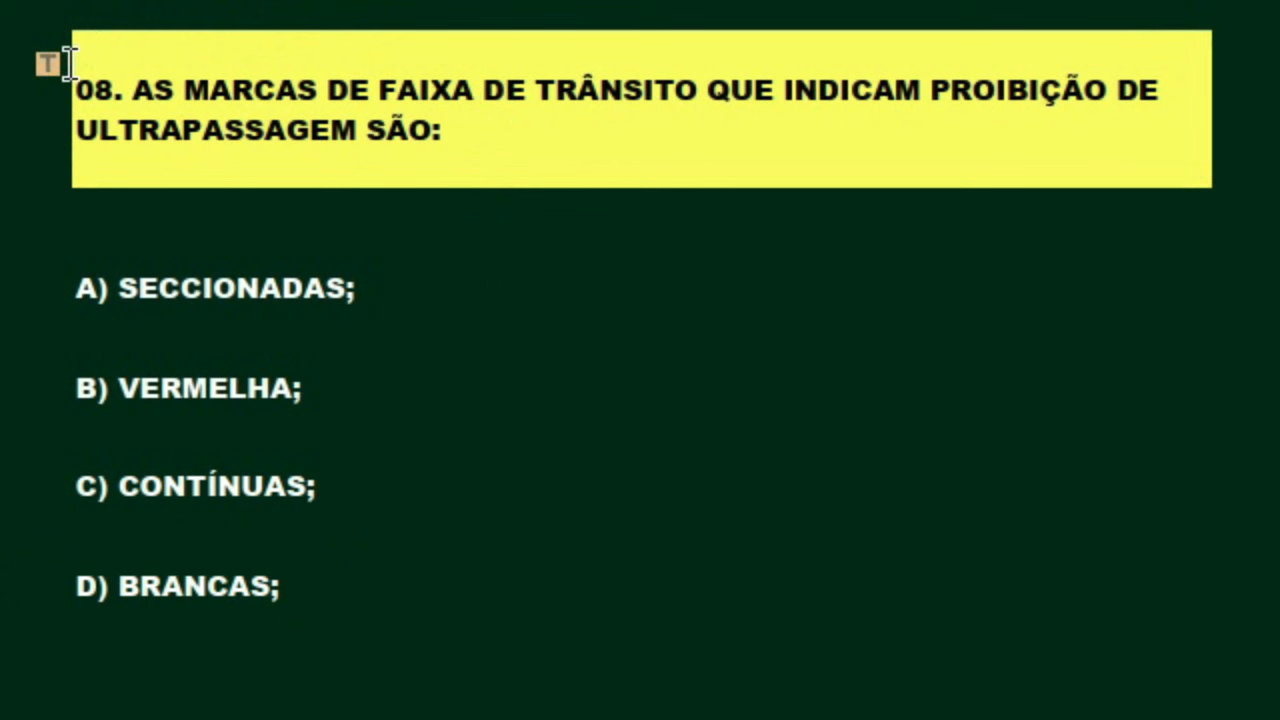 T
08. AS MARCAS DE FAIXA DE TRÂNSITO QUE INDICAM PROIBIÇÃO DE
ULTRAPASSAGEM SÃO:
A) SECCIONADAS;
B) VERMELHA;
C) CONTÍNUAS;
D) BRANCAS;